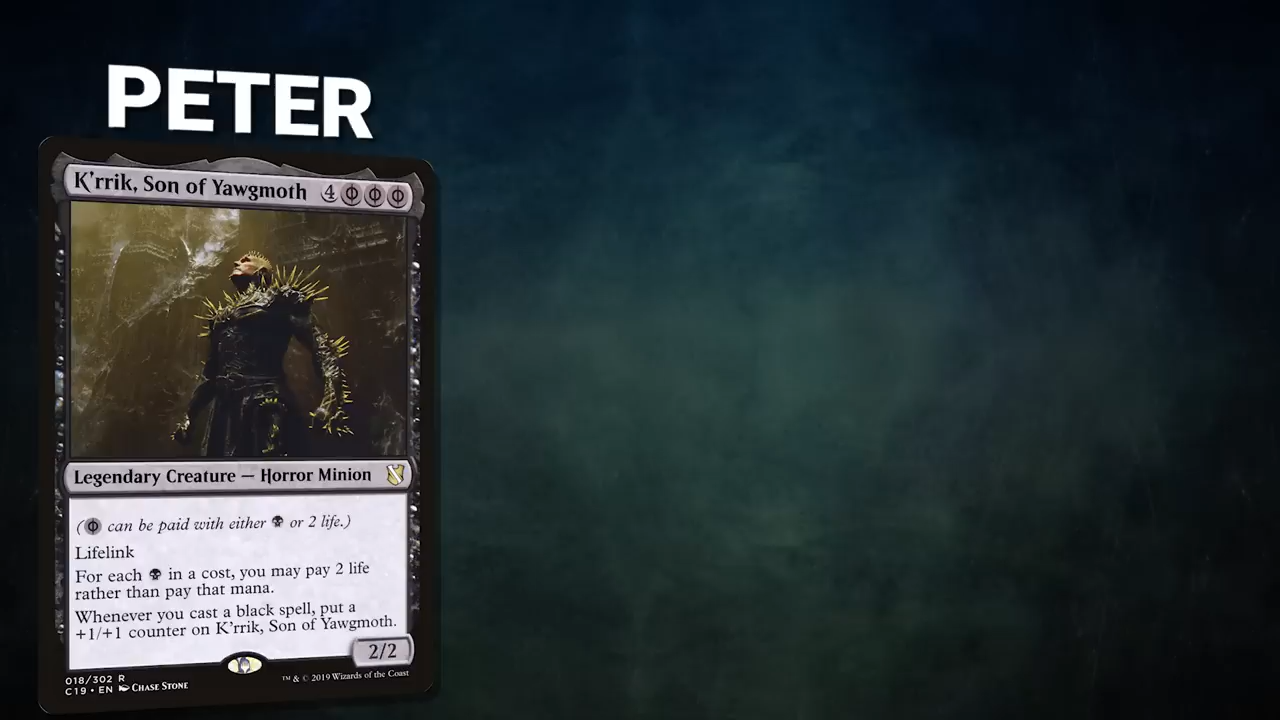 PETER
K'rrik, Son of Yawgmoth 4
Legendary Creature — Horror Minion
( can be paid with either or 2 life.)
Lifelink
For each in a cost, you may pay 2 life
rather than pay that mana.
Whenever you cast a black spell, put a
+1/+1 counter on K'rrik, Son of Yawgmoth.
2/2
018/302 R
C19 • EN Chase Stone
™ & © 2019 Wizards of the Coast